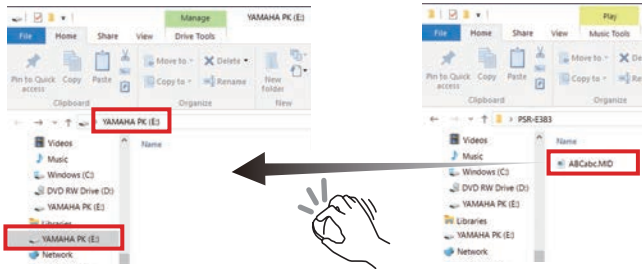 Manage
YAMAHA PK (E:)
File
Home
Share
View
Drive Tools
Pin to Quick access
Copy
Paste
Move to
Delete
Copy to
Rename
New folder
Clipboard
Organize
New
YAMAHA PK (E:)
Videos
Name
Music
Windows (C:)
DVD RW Drive (D:)
YAMAHA PK (E:)
Libraries
YAMAHA PK (E:)
Network
Play
File
Home
Share
View
Music Tools
Pin to Quick access
Copy
Paste
Move to
Copy to
Clipboard
Organize
PSR-E383
Videos
Name
Music
ABCabc.MID
Windows (C:)
DVD RW Drive (D:)
YAMAHA PK (E:)
Libraries
YAMAHA PK (E:)
Network